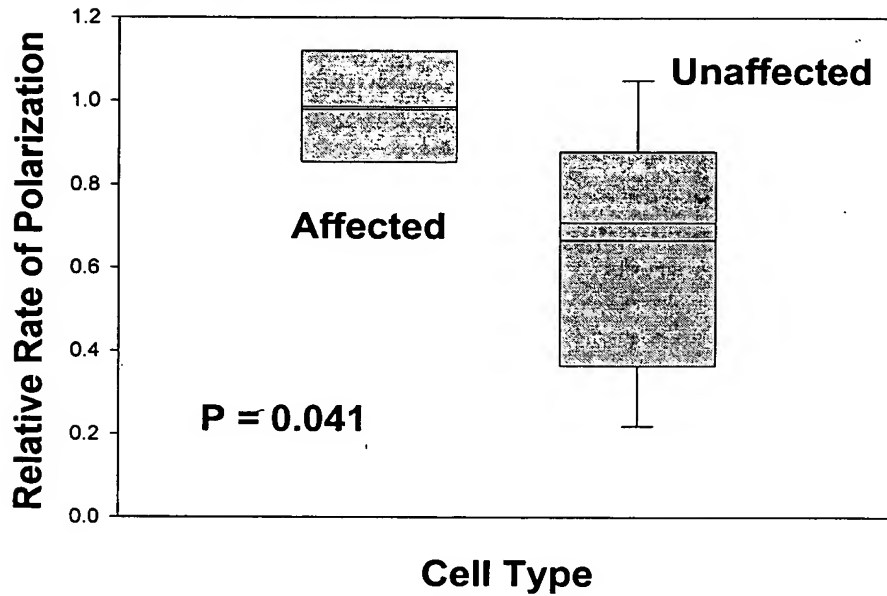 Relative Rate of Polarization
1.2
1.0
0.8
0.6
0.4
0.2
0.0
Affected
Unaffected
P = 0.041
Cell Type